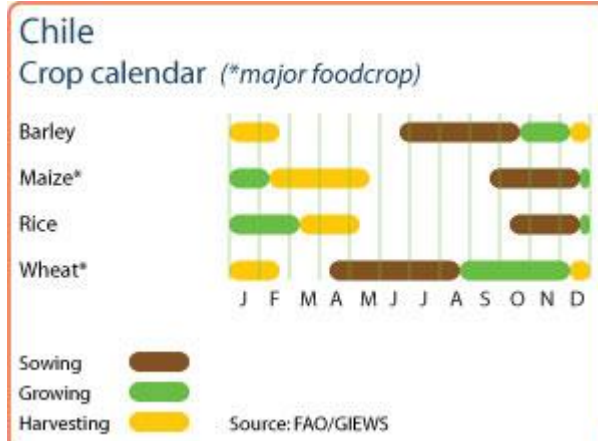 Chile
Crop calendar (*major foodcrop)
Barley
Maize*
Rice
Wheat*
J F M A M J J A S O N D
Sowing
Growing
Harvesting Source: FAO/GIEWS